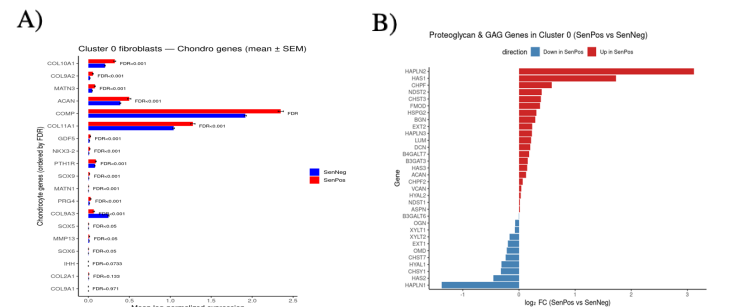 A)
Cluster 0 fibroblasts — Chondro genes (mean ± SEM)
Chondrocyte genes (ordered by FDR)
COL10A1 FDR<0.001
COL9A2 FDR<0.001
MATN3 FDR<0.001
ACAN FDR<0.001
COMP FDR
COL11A1 FDR<0.001
GDF5 FDR<0.001
NKX3-2 FDR<0.001
PTH1R FDR<0.001
SOX9 FDR<0.001
MATN1 FDR<0.001
PRG4 FDR<0.001
COL9A3 FDR<0.001
SOX5 FDR<0.05
MMP13 FDR<0.05
SOX6 FDR<0.05
IHH FDR=0.0733
COL2A1 FDR=0.133
COL9A1 FDR=0.971
0.0 0.5 1.0 1.5 2.0 2.5
Mean log-normalized expression
SenNeg
SenPos
B)
Proteoglycan & GAG Genes in Cluster 0 (SenPos vs SenNeg)
direction Down in SenPos Up in SenPos
Gene
HAPLN2
HAS1
CHPF
NDST2
CHST3
FMOD
HSPG2
BGN
EXT2
HAPLN3
LUM
DCN
B4GALT7
B3GAT3
HAS3
ACAN
CHPF2
VCAN
HYAL2
NDST1
ASPN
B3GALT6
OGN
XYLT1
XYLT2
EXT1
OMD
CHST7
HYAL1
CHSY1
HAS2
HAPLN1
-1 0 1 2 3
log₂ FC (SenPos vs SenNeg)